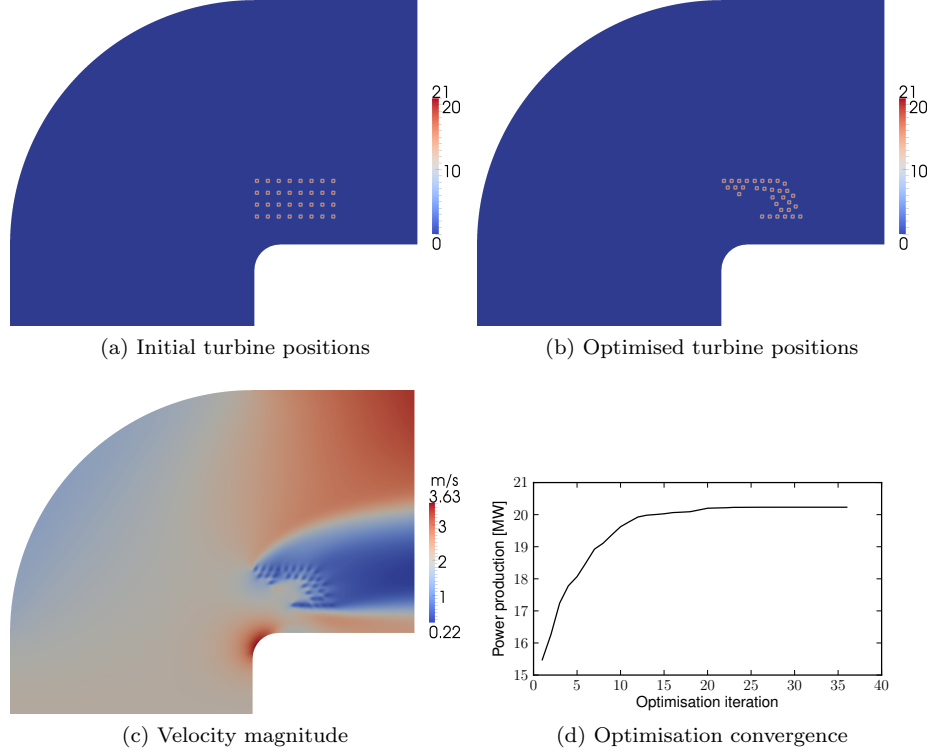 21
20
10
0
(a) Initial turbine positions
21
20
10
0
(b) Optimised turbine positions
m/s
3.63
3
2
1
0.22
(c) Velocity magnitude
Power production [MW]
21
20
19
18
17
16
15
0 5 10 15 20 25 30 35 40
Optimisation iteration
(d) Optimisation convergence